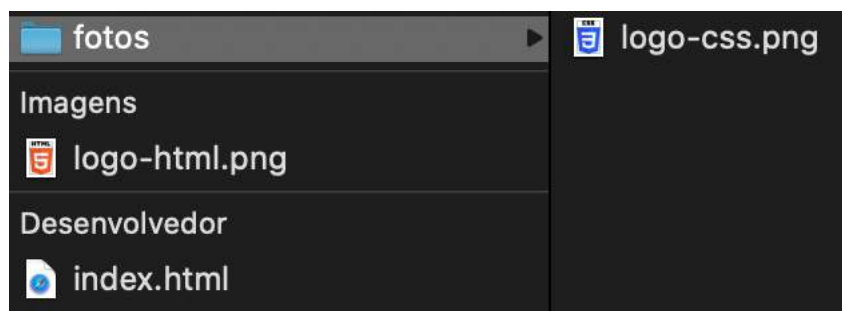 fotos
Imagens
logo-html.png
Desenvolvedor
index.html
logo-css.png